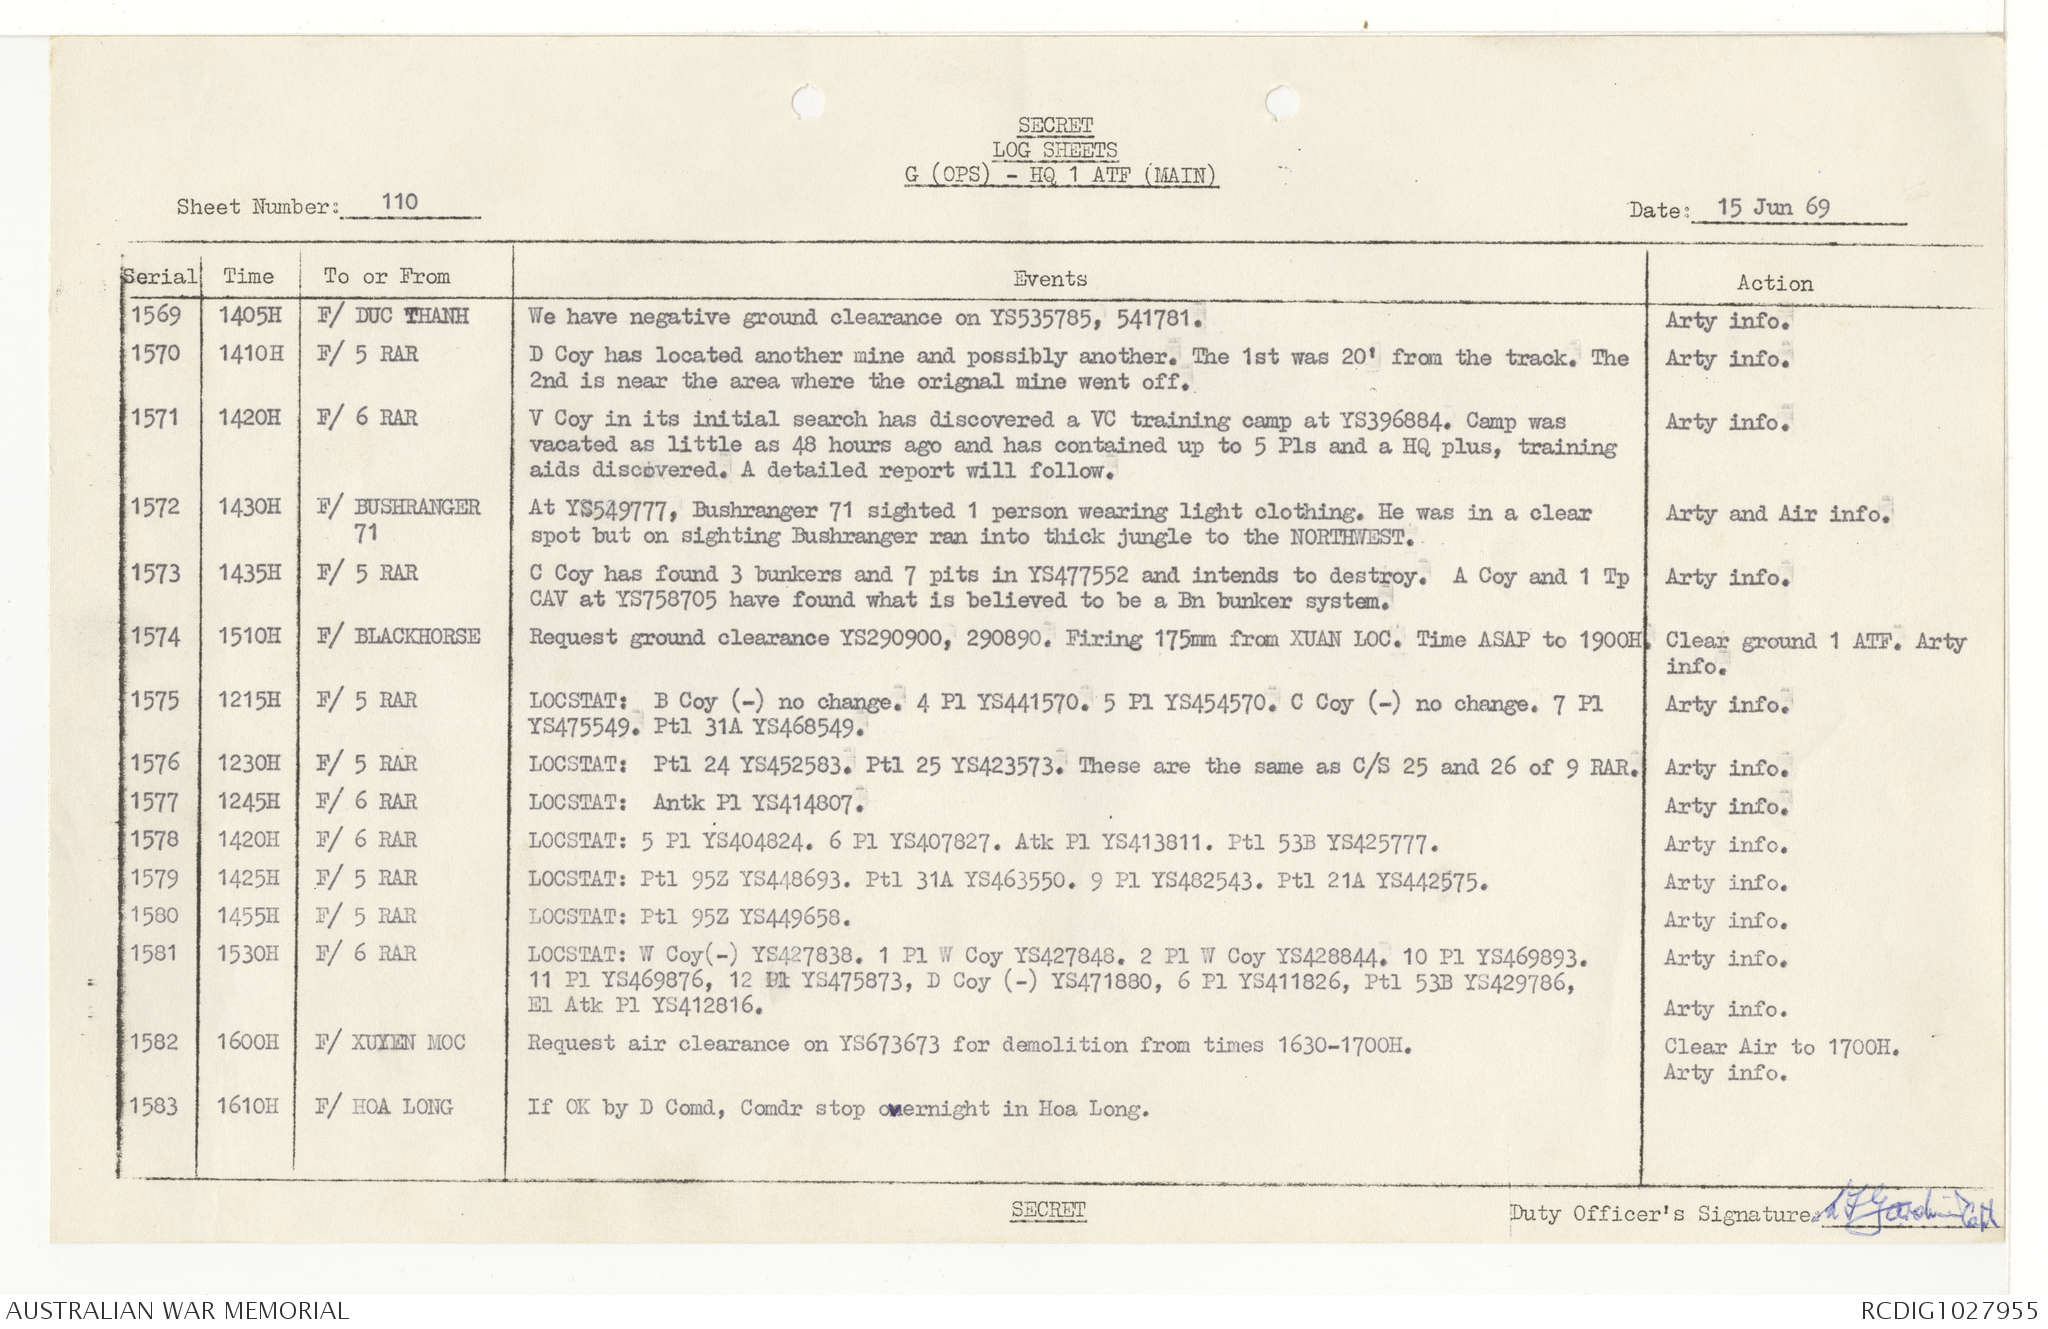 SECRET
LOG SHEETS
G (OPS) - HQ 1 ATF (MAIN)
Sheet Number: 110
Date: 15 Jun 69
Serial Time To or From Events Action
1569 1405H F/ DUC THANH We have negative ground clearance on YS535785, 541781. Arty info.
1570 1410H F/ 5 RAR D Coy has located another mine and possibly another. The 1st was 20' from the track. The Arty info.
2nd is near the area where the orignal mine went off.
1571 1420H F/ 6 RAR V Coy in its initial search has discovered a VC training camp at YS396884. Camp was Arty info.
vacated as little as 48 hours ago and has contained up to 5 Pls and a HQ plus, training
aids discovered. A detailed report will follow.
1572 1430H F/ BUSHRANGER At YS549777, Bushranger 71 sighted 1 person wearing light clothing. He was in a clear Arty and Air info.
71 spot but on sighting Bushranger ran into thick jungle to the NORTHWEST.
1573 1435H F/ 5 RAR C Coy has found 3 bunkers and 7 pits in YS477552 and intends to destroy. A Coy and 1 Tp Arty info.
CAV at YS758705 have found what is believed to be a Bn bunker system.
1574 1510H F/ BLACKHORSE Request ground clearance YS290900, 290890. Firing 175mm from XUAN LOC. Time ASAP to 1900H. Clear ground 1 ATF. Arty
info.
1575 1215H F/ 5 RAR LOCSTAT: B Coy (-) no change. 4 Pl YS441570. 5 Pl YS454570. C Coy (-) no change. 7 Pl Arty info.
YS475549. Ptl 31A YS468549.
1576 1230H F/ 5 RAR LOCSTAT: Ptl 24 YS452583. Ptl 25 YS423573. These are the same as C/S 25 and 26 of 9 RAR. Arty info.
1577 1245H F/ 6 RAR LOCSTAT: Antk Pl YS414807. Arty info.
1578 1420H F/ 6 RAR LOCSTAT: 5 Pl YS404824. 6 Pl YS407827. Atk Pl YS413811. Ptl 53B YS425777. Arty info.
1579 1425H F/ 5 RAR LOCSTAT: Ptl 95Z YS448693. Ptl 31A YS463550. 9 Pl YS482543. Ptl 21A YS442575. Arty info.
1580 1455H F/ 5 RAR LOCSTAT: Ptl 95Z YS449658. Arty info.
1581 1530H F/ 6 RAR LOCSTAT: W Coy(-) YS427838. 1 Pl W Coy YS427848. 2 Pl W Coy YS428844. 10 Pl YS469893. Arty info.
11 Pl YS469876, 12 Pl YS475873, D Coy (-) YS471880, 6 Pl YS411826, Ptl 53B YS429786,
El Atk Pl YS412816. Arty info.
1582 1600H F/ XUYEN MOC Request air clearance on YS673673 for demolition from times 1630-1700H. Clear Air to 1700H.
Arty info.
1583 1610H F/ HOA LONG If OK by D Comd, Comdr stop overnight in Hoa Long.
SECRET
Duty Officer's Signature. Capt
AUSTRALIAN WAR MEMORIAL
RCDIG1027955